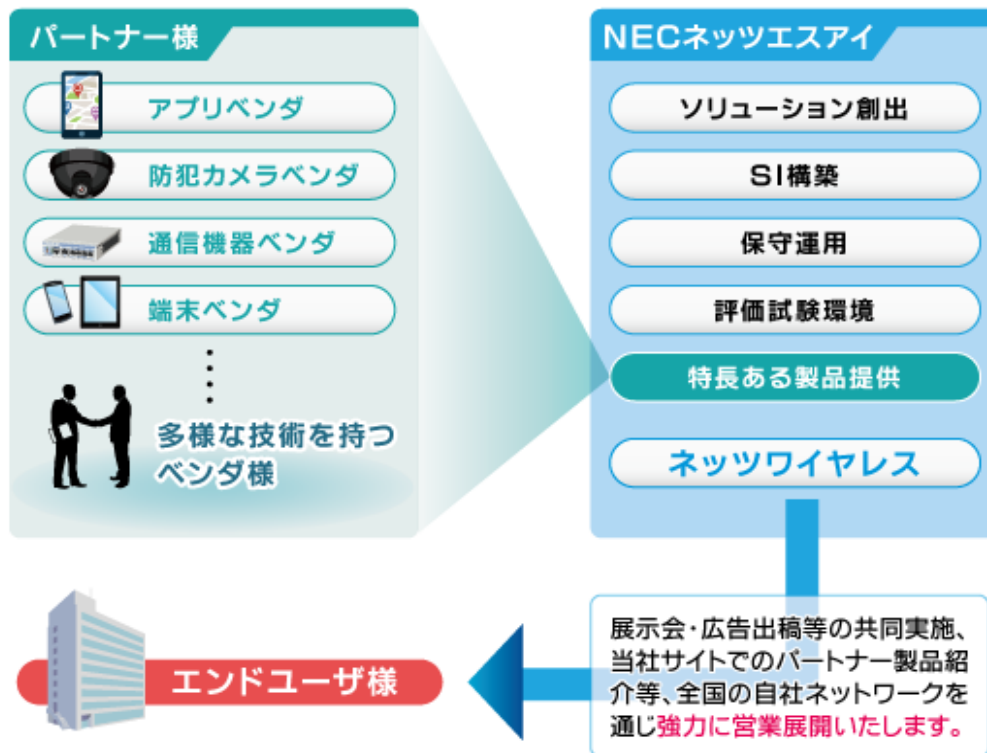 パートナー様
アプリベンダ
防犯カメラベンダ
通信機器ベンダ
端末ベンダ
多様な技術を持つ
ベンダ様
NECネッツエスアイ
ソリューション創出
SI構築
保守運用
評価試験環境
特長ある製品提供
ネッツワイヤレス
展示会・広告出稿等の共同実施、
当社サイトでのパートナー製品紹
介等、全国の自社ネットワークを
通じ強力に営業展開いたします。
エンドユーザ様